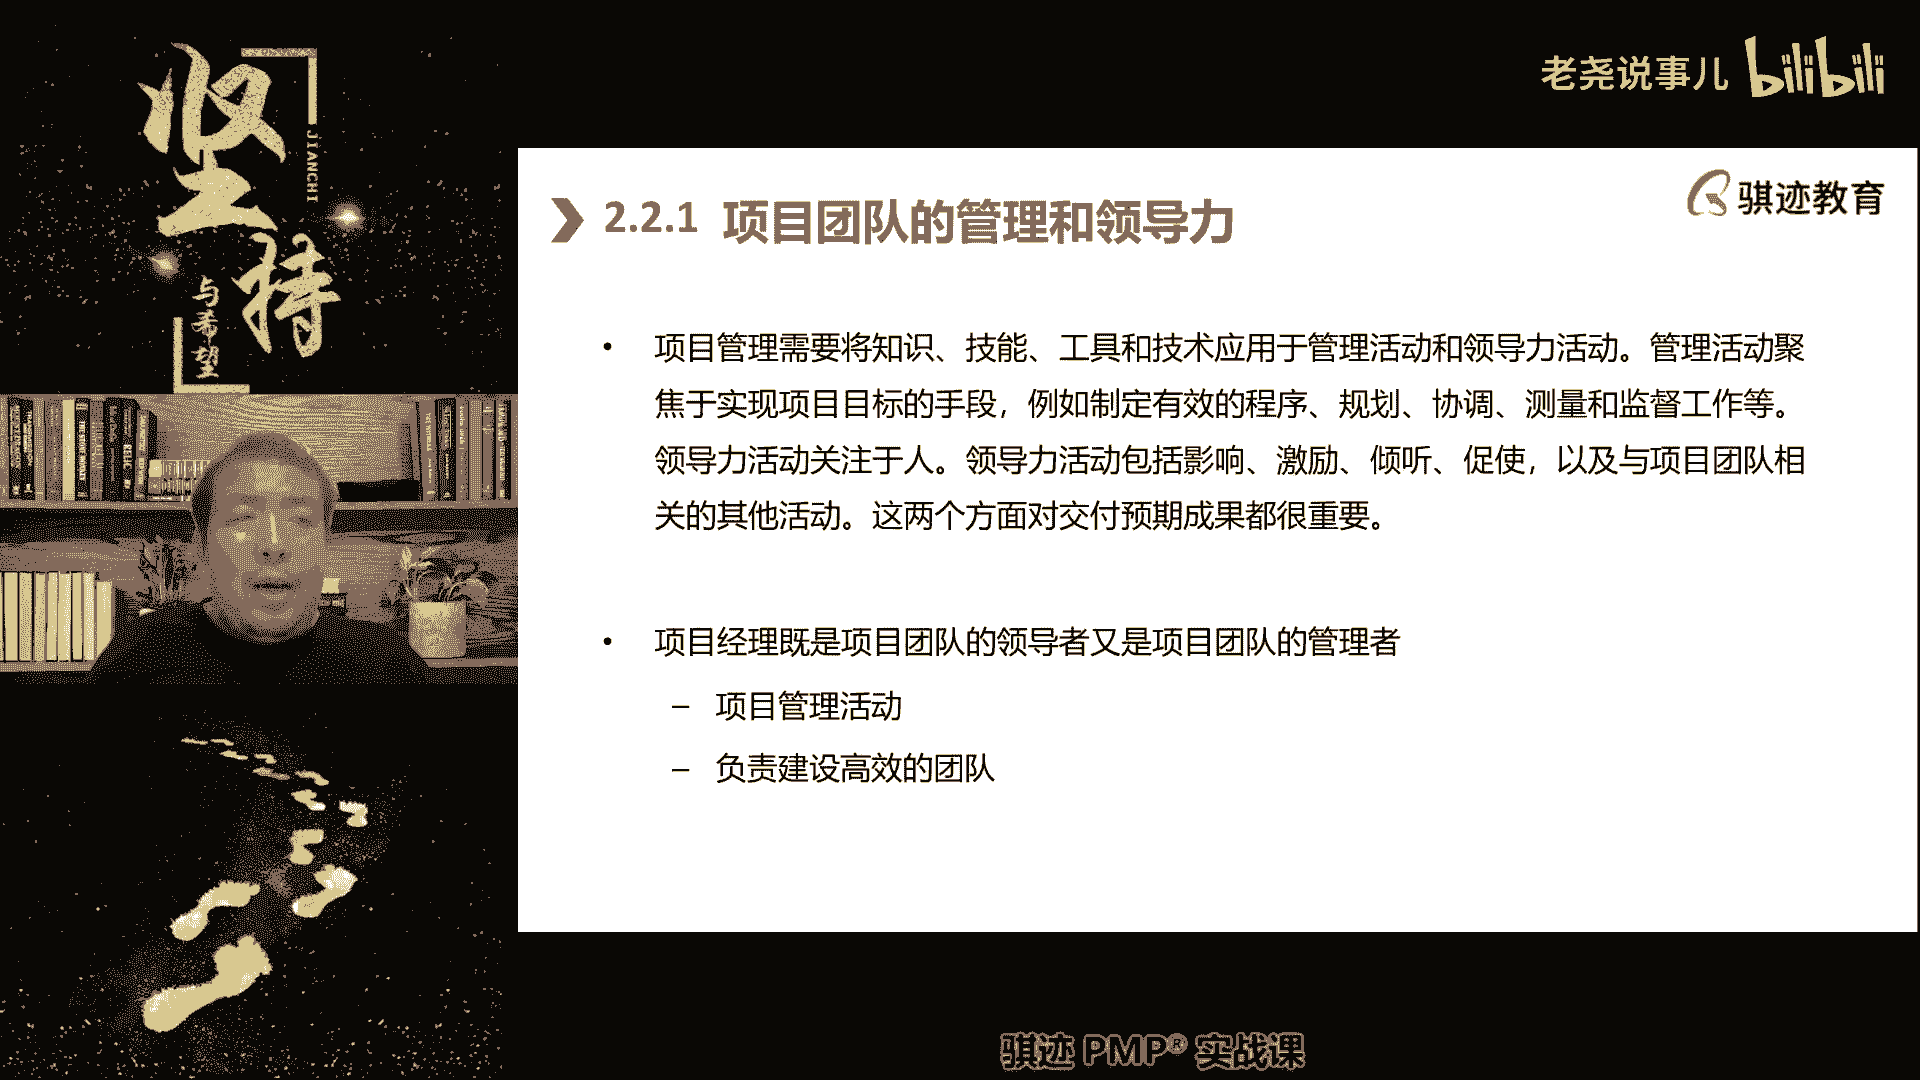 坚持
JIANCHI
与希望
老尧说事儿 bilibili
骐迹教育
2.2.1 项目团队的管理和领导力
• 项目管理需要将知识、技能、工具和技术应用于管理活动和领导力活动。管理活动聚
焦于实现项目目标的手段，例如制定有效的程序、规划、协调、测量和监督工作等。
领导力活动关注于人。领导力活动包括影响、激励、倾听、促使，以及与项目团队相
关的其他活动。这两个方面对交付预期成果都很重要。
• 项目经理既是项目团队的领导者又是项目团队的管理者
– 项目管理活动
– 负责建设高效的团队
骐迹 PMP® 实战课